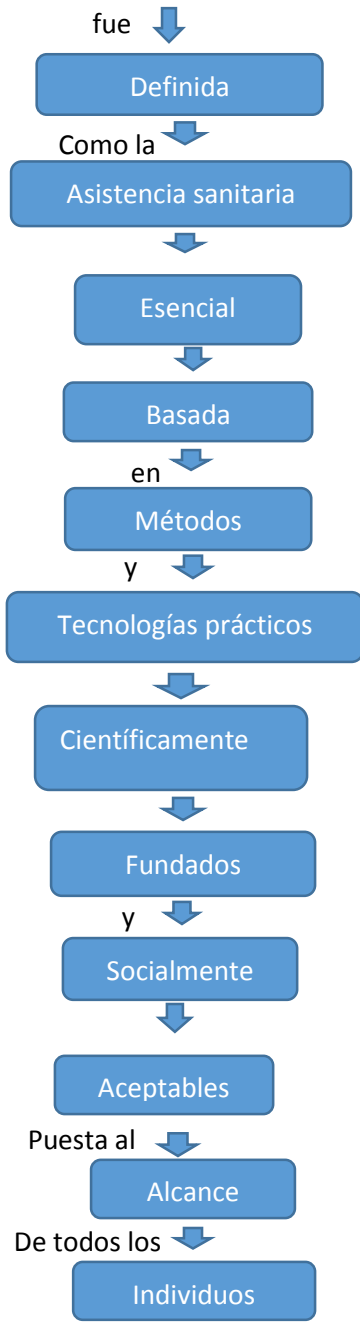 fue
Definida
Como la
Asistencia sanitaria
Esencial
Basada
en
Métodos
y
Tecnologías prácticos
Científicamente
Fundados
y
Socialmente
Aceptables
Puesta al
Alcance
De todos los
Individuos